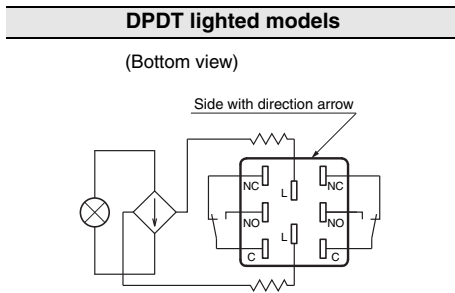 DPDT lighted models
(Bottom view)
Side with direction arrow
NC L NC
NO NO
L
C C